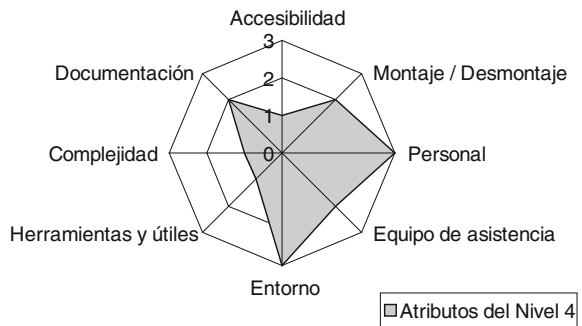 Accesibilidad
3
Documentación
Montaje / Desmontaje
2
1
Complejidad
0
Personal
Herramientas y útiles
Equipo de asistencia
Entorno
Atributos del Nivel 4